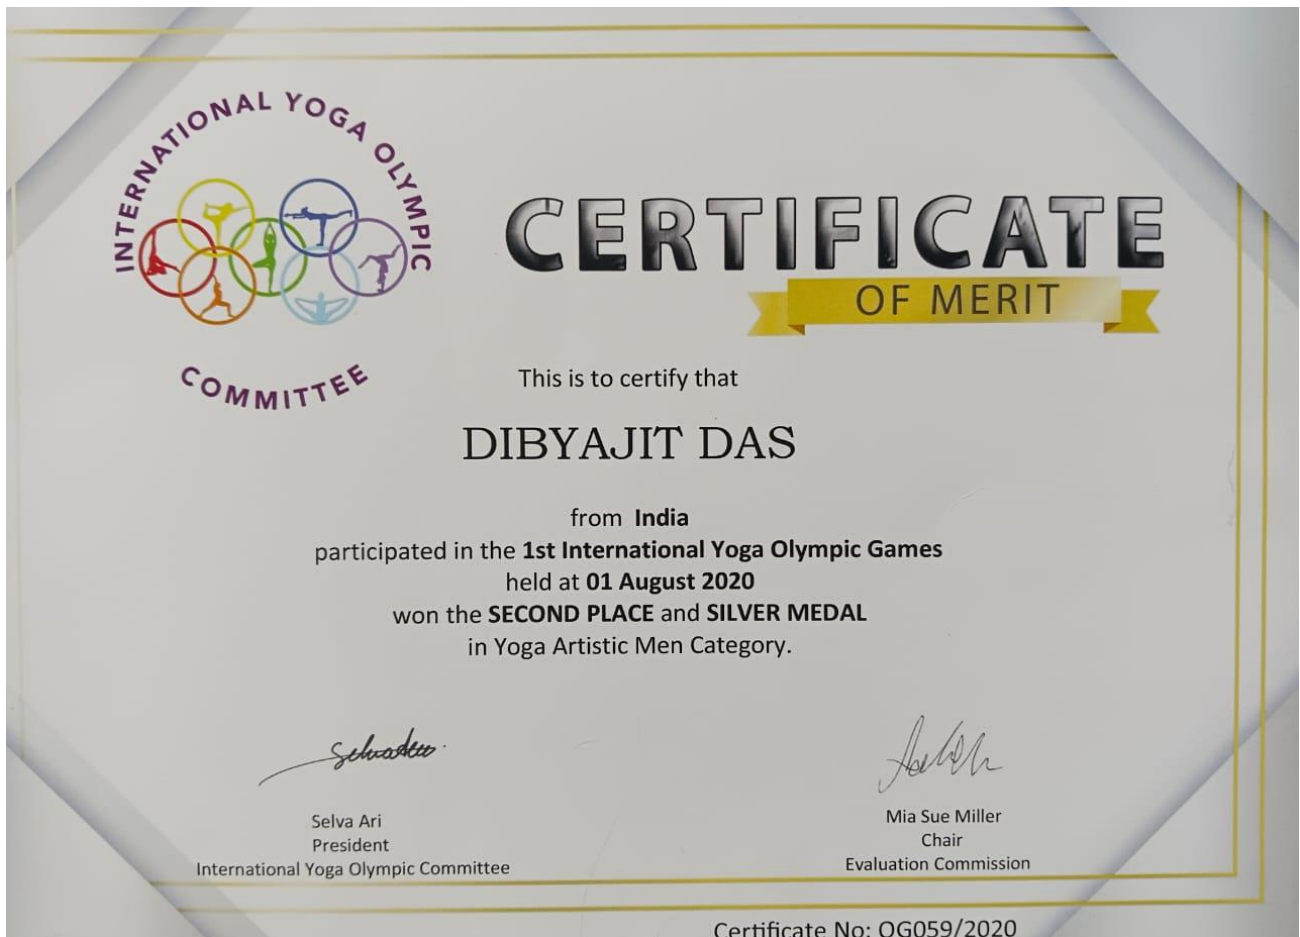 INTERNATIONAL YOGA OLYMPIC
COMMITTEE
CERTIFICATE
OF MERIT
This is to certify that
DIBYAJIT DAS
from India
participated in the 1st International Yoga Olympic Games
held at 01 August 2020
won the SECOND PLACE and SILVER MEDAL
in Yoga Artistic Men Category.
Selva Ari
President
International Yoga Olympic Committee
Mia Sue Miller
Chair
Evaluation Commission
Certificate No: OG059/2020